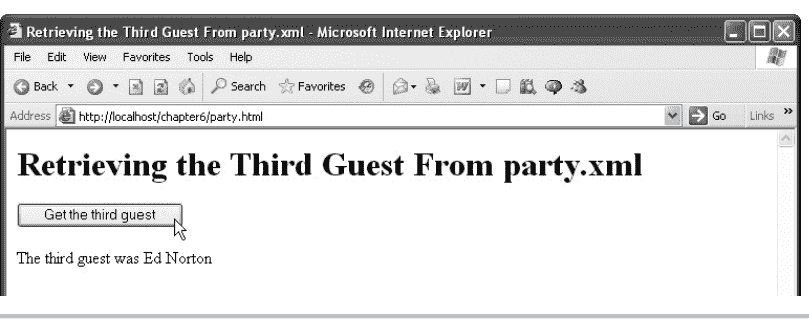 Retrieving the Third Guest From party.xml - Microsoft Internet Explorer
File Edit View Favorites Tools Help
Back Search Favorites
Address http://localhost/chapter6/party.html Go Links »
Retrieving the Third Guest From party.xml
Get the third guest
The third guest was Ed Norton